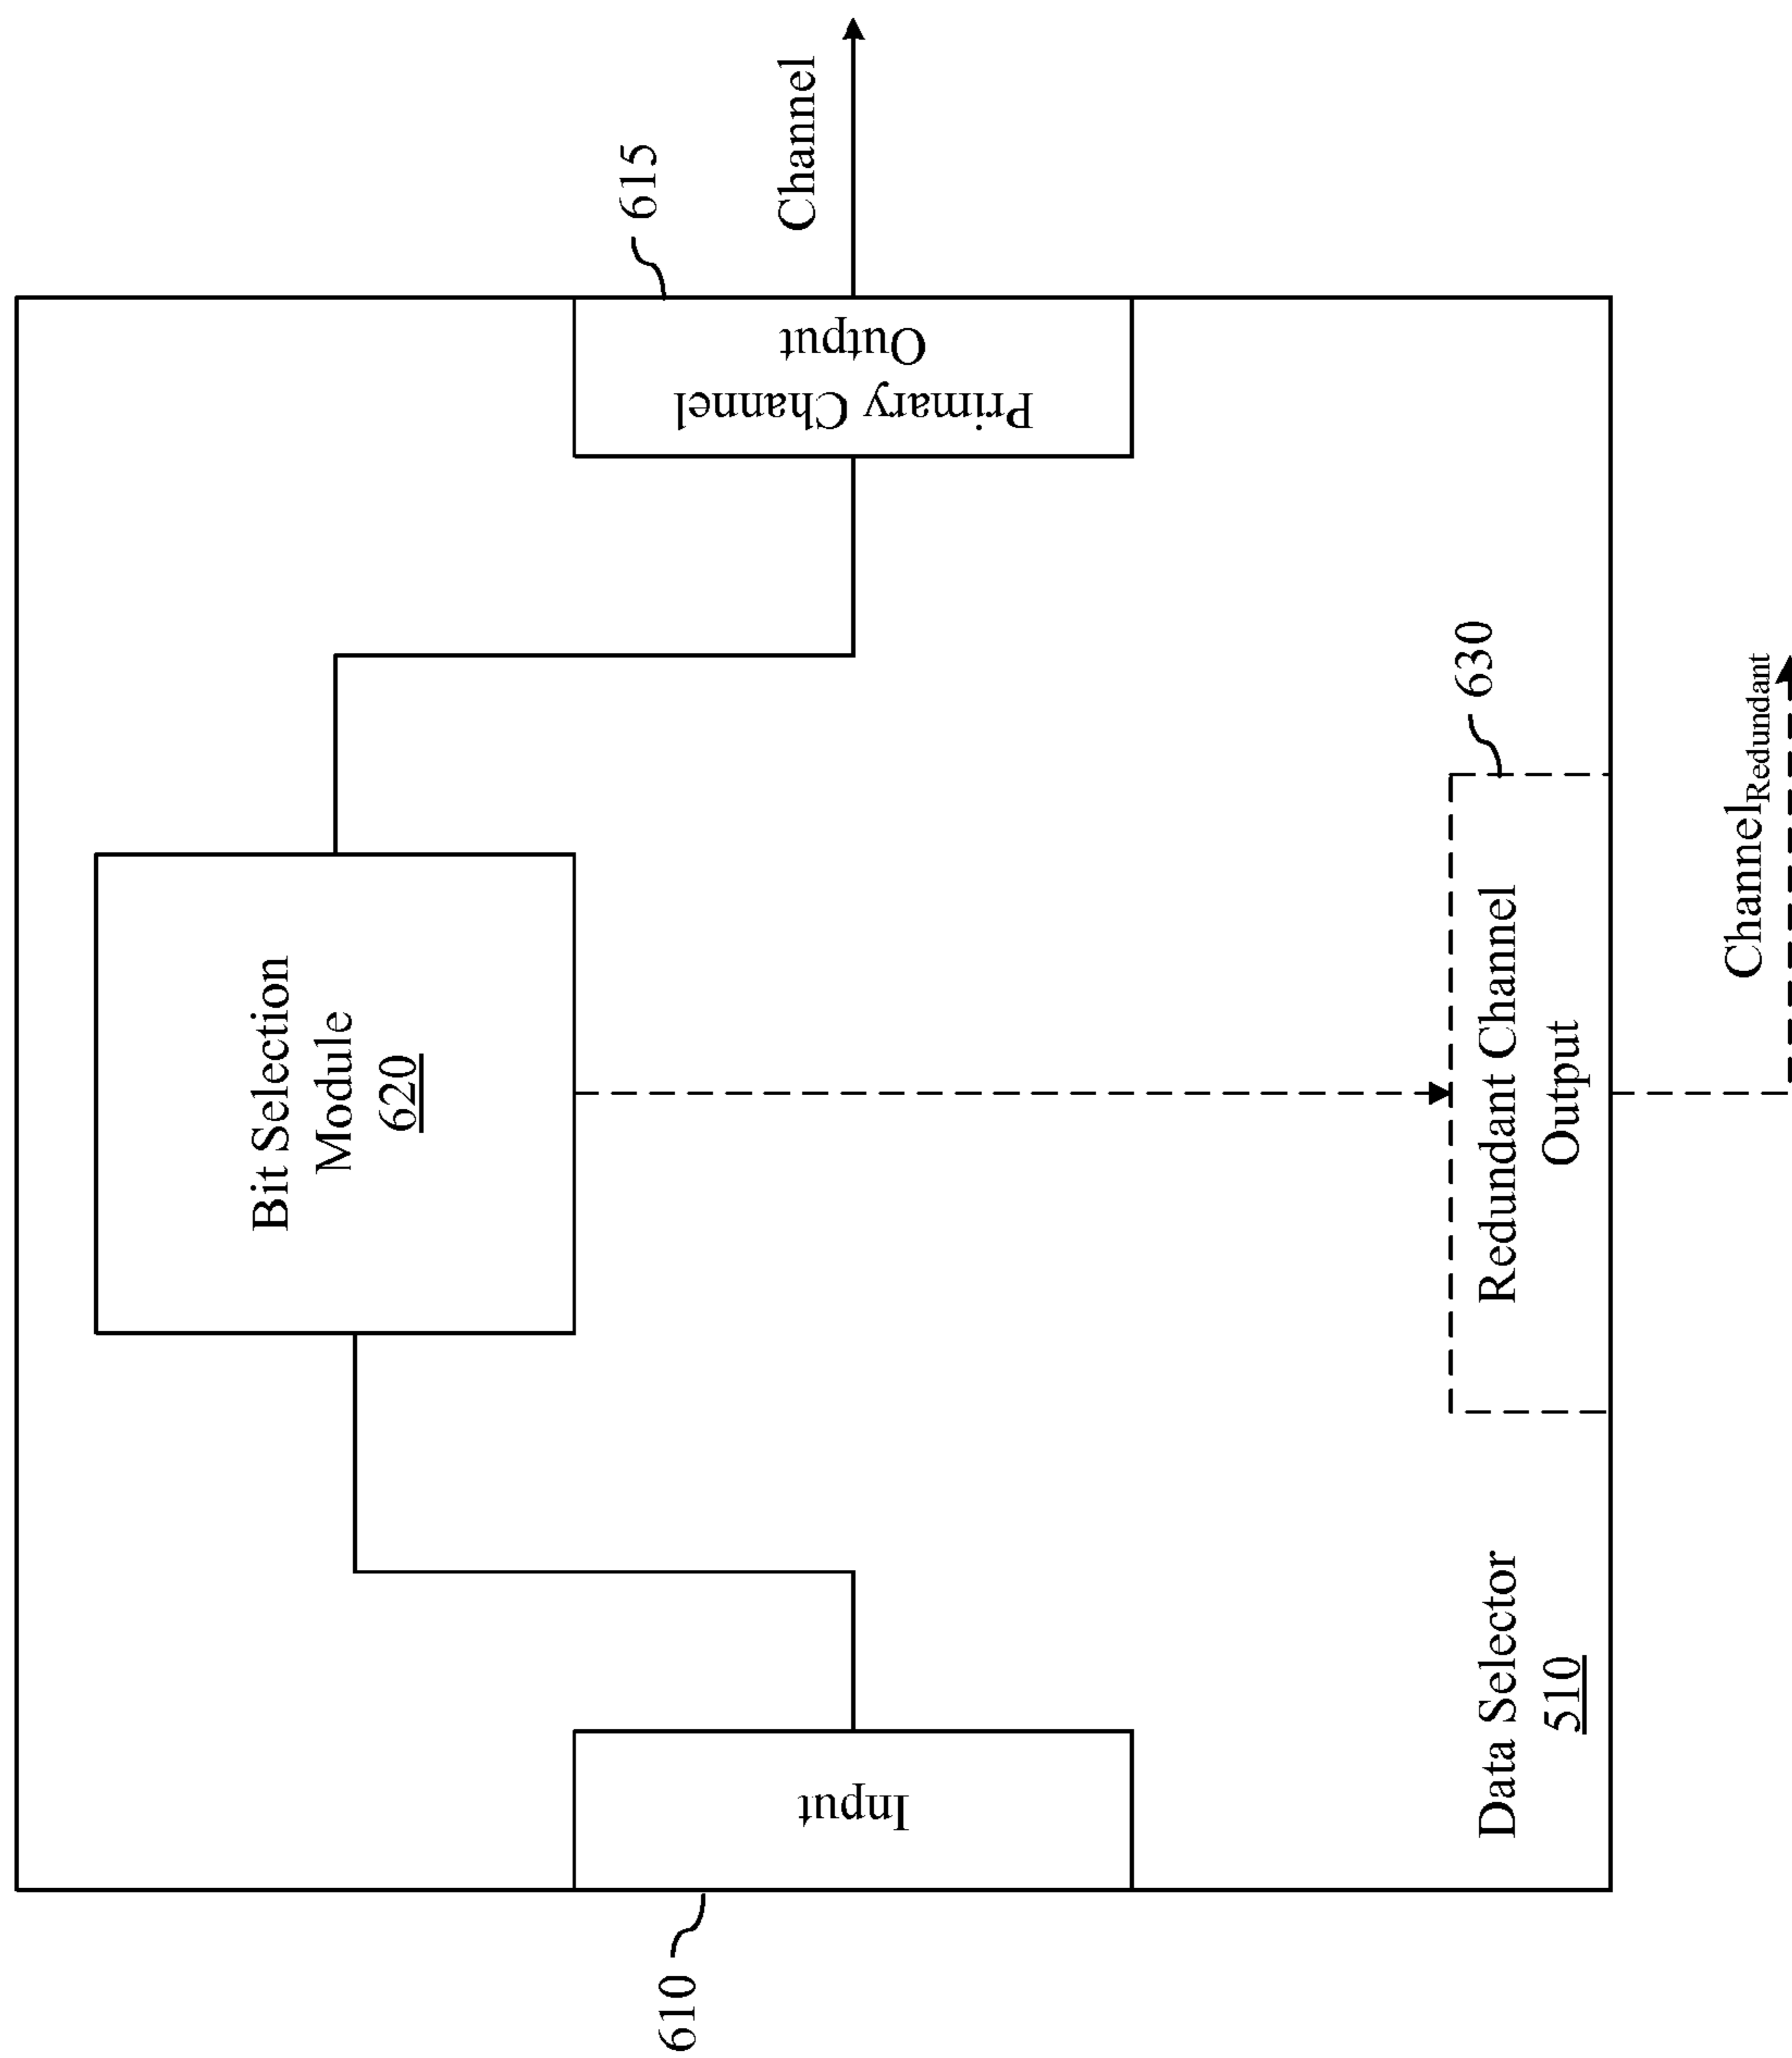 Bit Selection
Module
620
615
Channel
Primary Channel
Output
Input
610
630
Redundant Channel
Output
Data Selector
510
ChannelRedundant